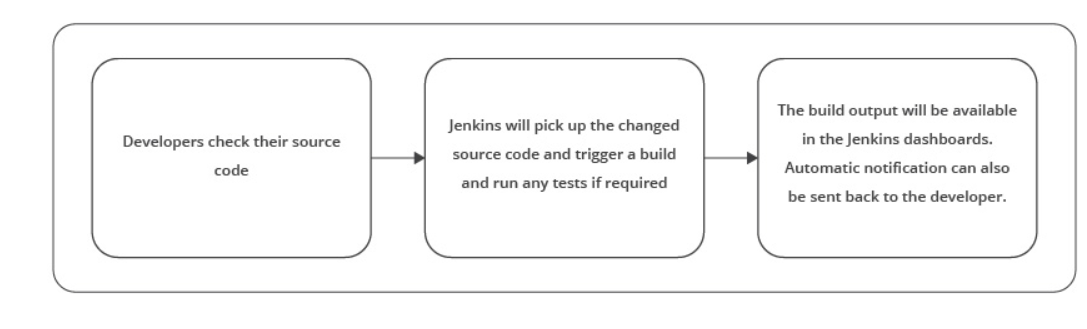 Developers check their source
code
Jenkins will pick up the changed
source code and trigger a build
and run any tests if required
The build output will be available
in the Jenkins dashboards.
Automatic notification can also
be sent back to the developer.